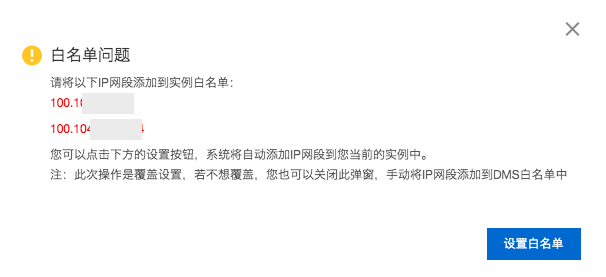 白名单问题
请将以下IP网段添加到实例白名单:
100.10
100.104
您可以点击下方的设置按钮，系统将自动添加IP网段到您当前的实例中。
注：此次操作是覆盖设置，若不想覆盖，您也可以关闭此弹窗，手动将IP网段添加到DMS白名单中
设置白名单